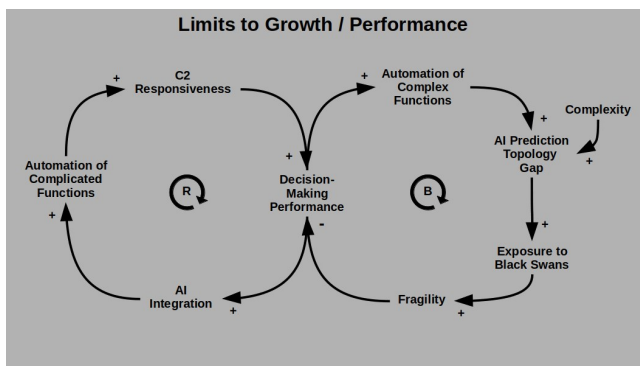 Limits to Growth / Performance
+
C2
Responsiveness
+
Automation of
Complex
Functions
+
Complexity
+
AI Prediction
Topology
Gap
Automation of
Complicated
Functions
+
R
+
Decision-
Making
Performance
-
B
+
Exposure to
Black Swans
AI
Integration
+
Fragility
+